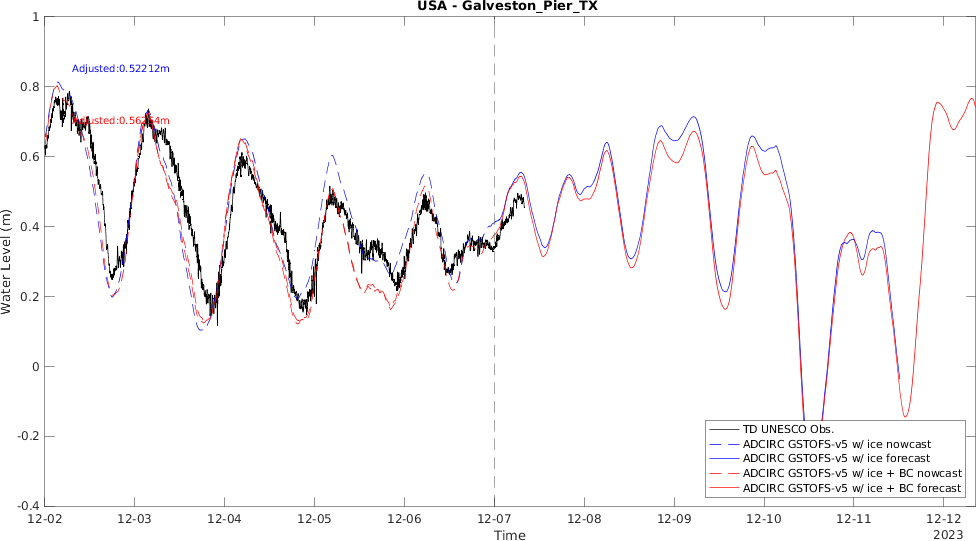 USA - Galveston_Pier_TX
1
0.8
0.6
0.4
0.2
0
-0.2
-0.4
Water Level (m)
Adjusted:0.52212m
TD UNESCO Obs.
ADCIRC GSTOFS-v5 w/ ice nowcast
ADCIRC GSTOFS-v5 w/ ice forecast
ADCIRC GSTOFS-v5 w/ ice + BC nowcast
ADCIRC GSTOFS-v5 w/ ice + BC forecast
12-02 12-03 12-04 12-05 12-06 12-07 12-08 12-09 12-10 12-11 12-12
Time
2023